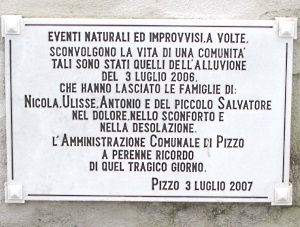 EVENTI NATURALI ED IMPROVVISI,A VOLTE,
SCONVOLGONO LA VITA DI UNA COMUNITA'
TALI SONO STATI QUELLI DELL'ALLUVIONE
DEL 3 LUGLIO 2006,
CHE HANNO LASCIATO LE FAMIGLIE DI:
NICOLA,ULISSE,ANTONIO E DEL PICCOLO SALVATORE
NEL DOLORE,NELLO SCONFORTO E
NELLA DESOLAZIONE.
L'AMMINISTRAZIONE COMUNALE DI PIZZO
A PERENNE RICORDO
DI QUEL TRAGICO GIORNO.
PIZZO 3 LUGLIO 2007